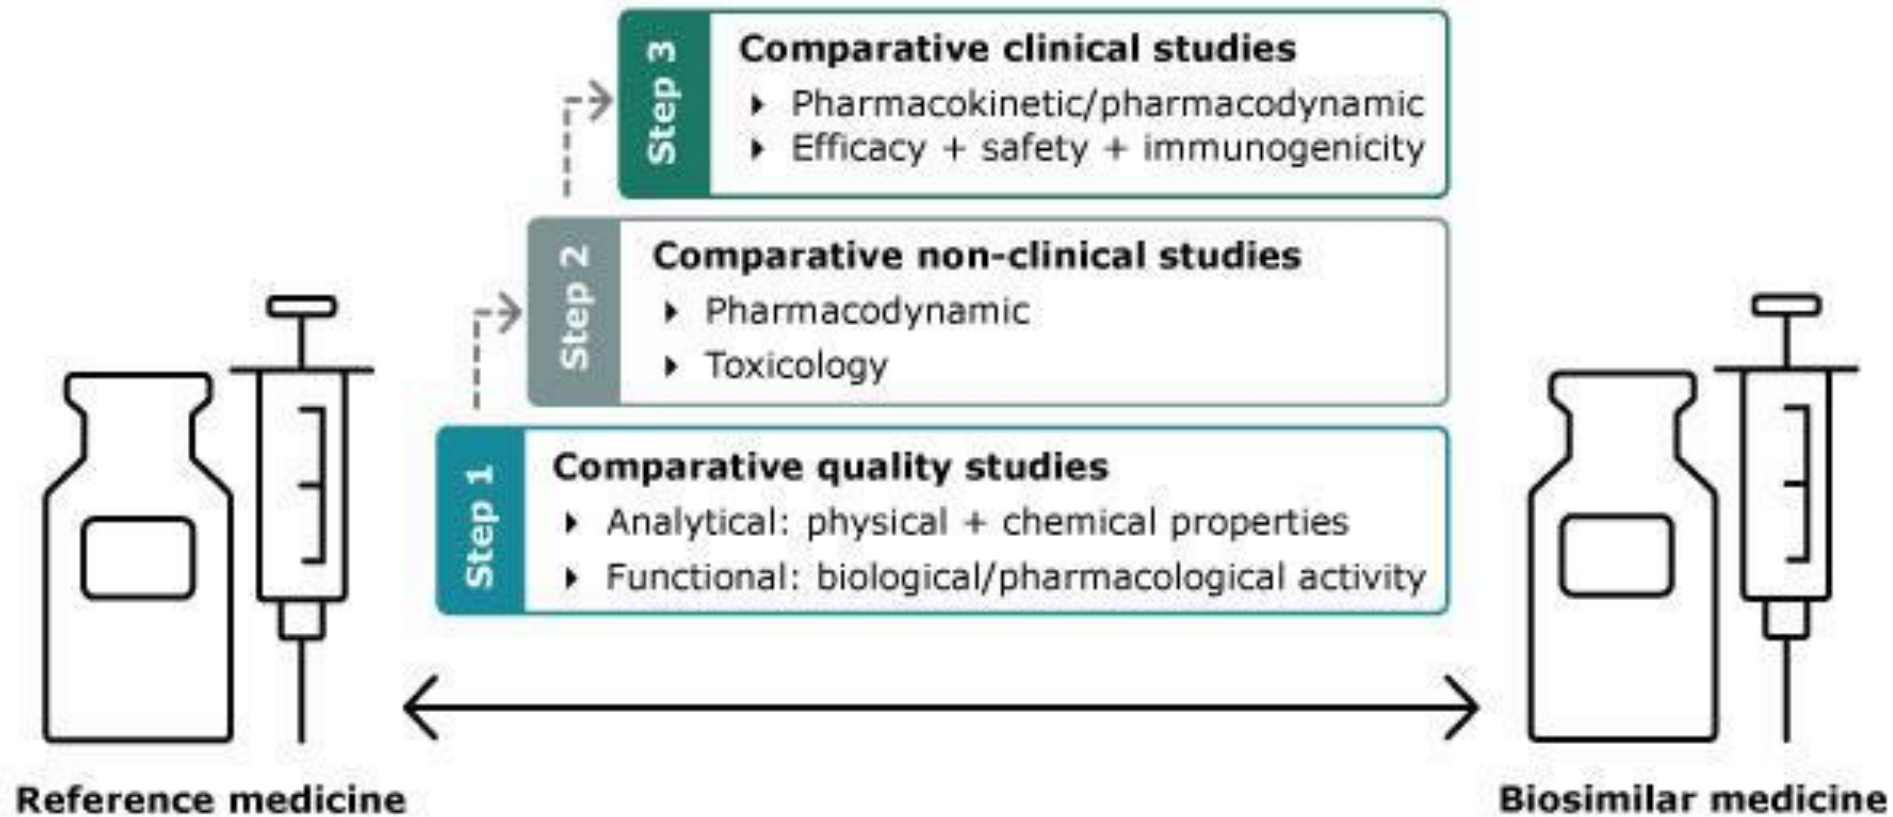 Step 3
Comparative clinical studies
Pharmacokinetic/pharmacodynamic
Efficacy + safety + immunogenicity
Step 2
Comparative non-clinical studies
Pharmacodynamic
Toxicology
Step 1
Comparative quality studies
Analytical: physical + chemical properties
Functional: biological/pharmacological activity
Reference medicine
Biosimilar medicine